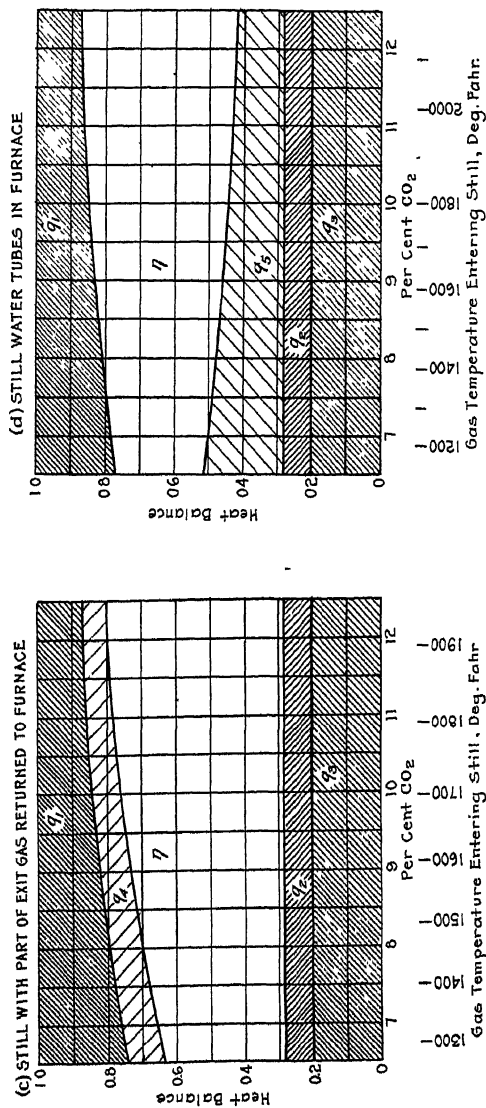 (c) STILL WITH PART OF EXIT GAS RETURNED TO FURNACE
10
0.8
0.6
0.4
0.2
0
Heat Balance
q1
q4
η
q2
q3
7 8 9 10 11 12
Per Cent CO2
-1300- -1400- -1500- -1600- -1700- -1800- -1900-
Gas Temperature Entering Still, Deg. Fahr
(d) STILL WATER TUBES IN FURNACE
10
0.8
0.6
0.4
0.2
0
Heat Balance
q1
η
q5
q2
q3
7 8 9 10 11 12
Per Cent CO2
-1200- -1400- -1600- -1800- -2000-
Gas Temperature Entering Still, Deg. Fahr.